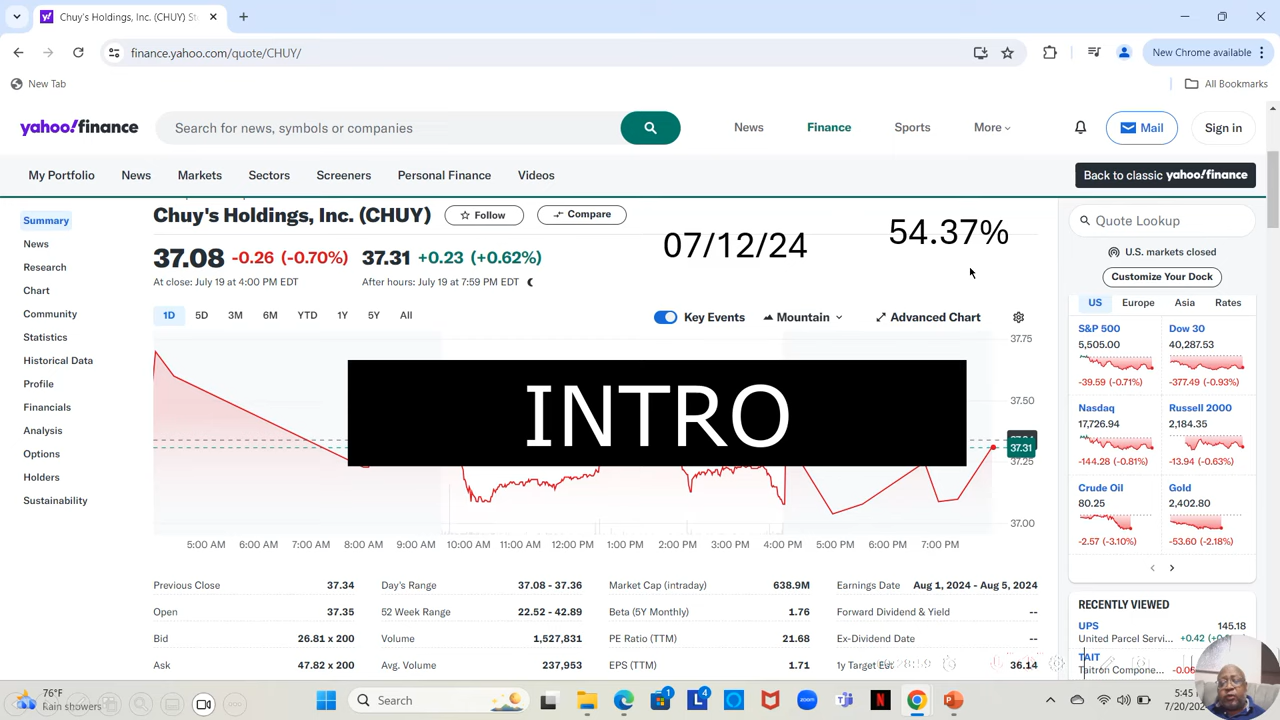 Chuy's Holdings, Inc. (CHUY) St
finance.yahoo.com/quote/CHUY/
New Chrome available
New Tab
All Bookmarks
yahoo!finance
Search for news, symbols or companies
News
Finance
Sports
More
Mail
Sign in
My Portfolio
News
Markets
Sectors
Screeners
Personal Finance
Videos
Back to classic yahoo!finance
Summary
News
Research
Chart
Community
Statistics
Historical Data
Profile
Financials
Analysis
Options
Holders
Sustainability
Chuy's Holdings, Inc. (CHUY)
Follow
Compare
37.08 -0.26 (-0.70%)
At close: July 19 at 4:00 PM EDT
37.31 +0.23 (+0.62%)
After hours: July 19 at 7:59 PM EDT
07/12/24
54.37%
1D 5D 3M 6M YTD 1Y 5Y All
Key Events
Mountain
Advanced Chart
37.75
37.50
37.31
37.25
37.00
INTRO
5:00 AM 6:00 AM 7:00 AM 8:00 AM 9:00 AM 10:00 AM 11:00 AM 12:00 PM 1:00 PM 2:00 PM 3:00 PM 4:00 PM 5:00 PM 6:00 PM 7:00 PM
Previous Close 37.34
Open 37.35
Bid 26.81 x 200
Ask 47.82 x 200
Day's Range 37.08 - 37.36
52 Week Range 22.52 - 42.89
Volume 1,527,831
Avg. Volume 237,953
Market Cap (intraday) 638.9M
Beta (5Y Monthly) 1.76
PE Ratio (TTM) 21.68
EPS (TTM) 1.71
Earnings Date Aug 1, 2024 - Aug 5, 2024
Forward Dividend & Yield --
Ex-Dividend Date --
1y Target Est 36.14
Quote Lookup
U.S. markets closed
Customize Your Dock
US Europe Asia Rates
S&P 500
5,505.00
-39.59 (-0.71%)
Dow 30
40,287.53
-377.49 (-0.93%)
Nasdaq
17,726.94
-144.28 (-0.81%)
Russell 2000
2,184.35
-13.94 (-0.63%)
Crude Oil
80.25
-2.57 (-3.10%)
Gold
2,402.80
-53.60 (-2.18%)
RECENTLY VIEWED
UPS 145.18
United Parcel Servi... +0.42
TAIT
Taitron Compone...
76°F
Rain showers
Search
1
4
5:45
7/20